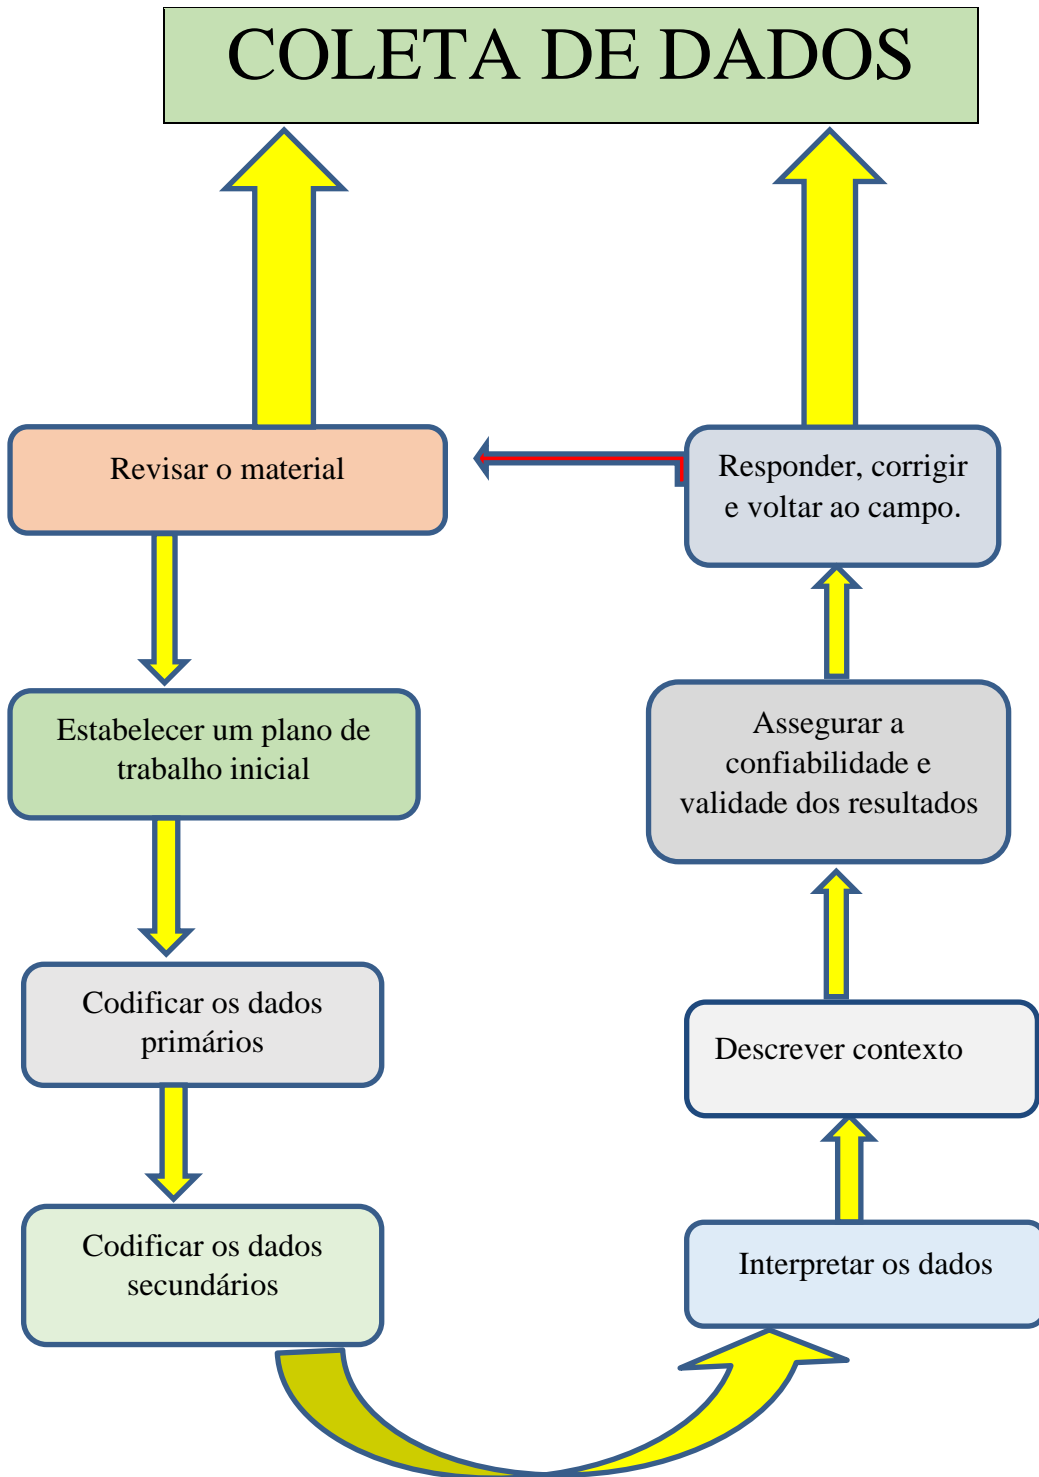 COLETA DE DADOS
Revisar o material
Responder, corrigir
e voltar ao campo.
Estabelecer um plano de
trabalho inicial
Assegurar a
confiabilidade e
validade dos resultados
Codificar os dados
primários
Descrever contexto
Codificar os dados
secundários
Interpretar os dados